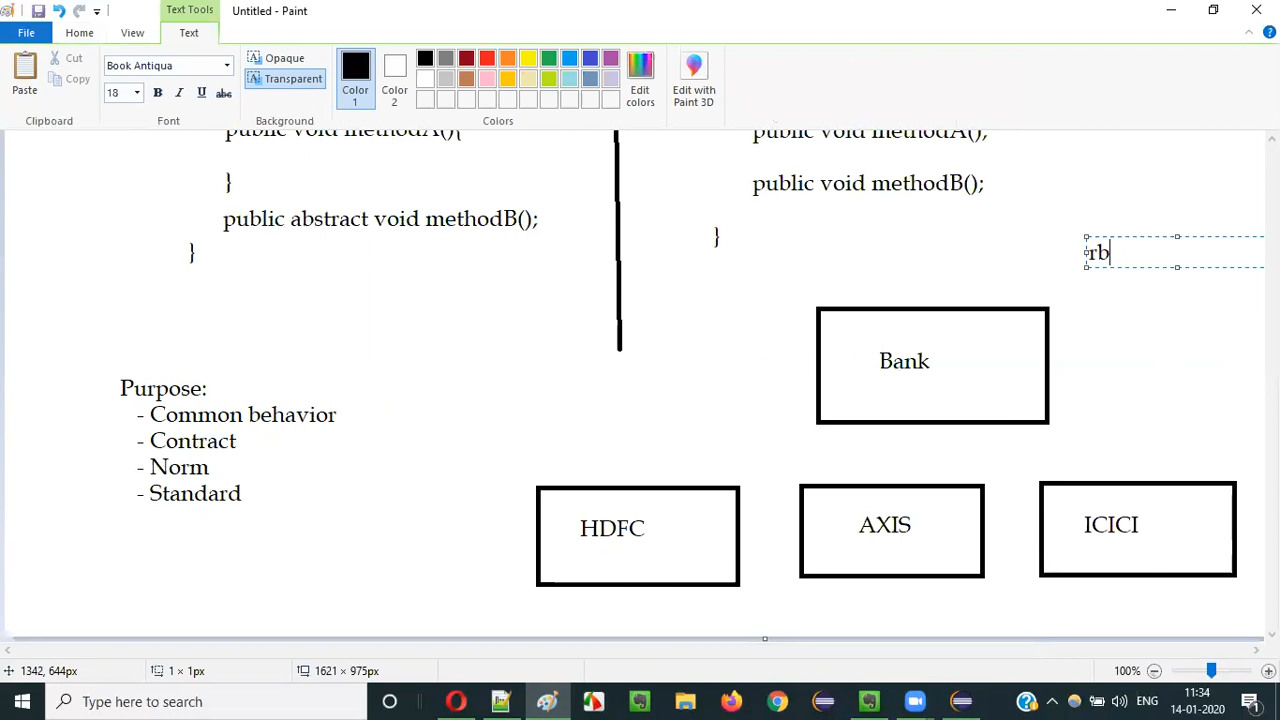 Text Tools
Untitled - Paint
File
Home
View
Text
Paste
Cut
Copy
Clipboard
Book Antiqua
18
B I U abc
Font
Opaque
Transparent
Background
Color 1
Color 2
Edit colors
Colors
Edit with Paint 3D
public void methodA(){
}
public abstract void methodB();
}
public void methodA();
public void methodB();
}
rb
Bank
Purpose:
- Common behavior
- Contract
- Norm
- Standard
HDFC
AXIS
ICICI
1342, 644px
1 × 1px
1621 × 975px
100%
Type here to search
ENG
11:34
14-01-2020
1